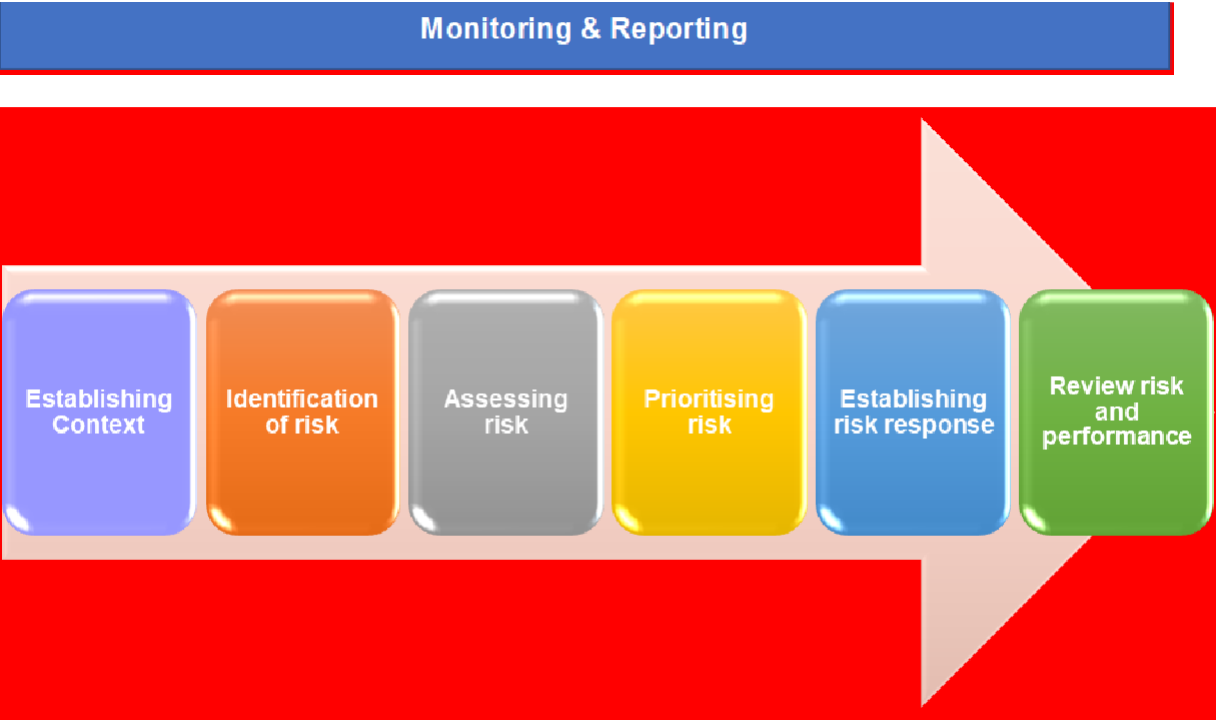 Monitoring & Reporting
Establishing
Context
Identification
of risk
Assessing
risk
Prioritising
risk
Establishing
risk response
Review risk
and
performance